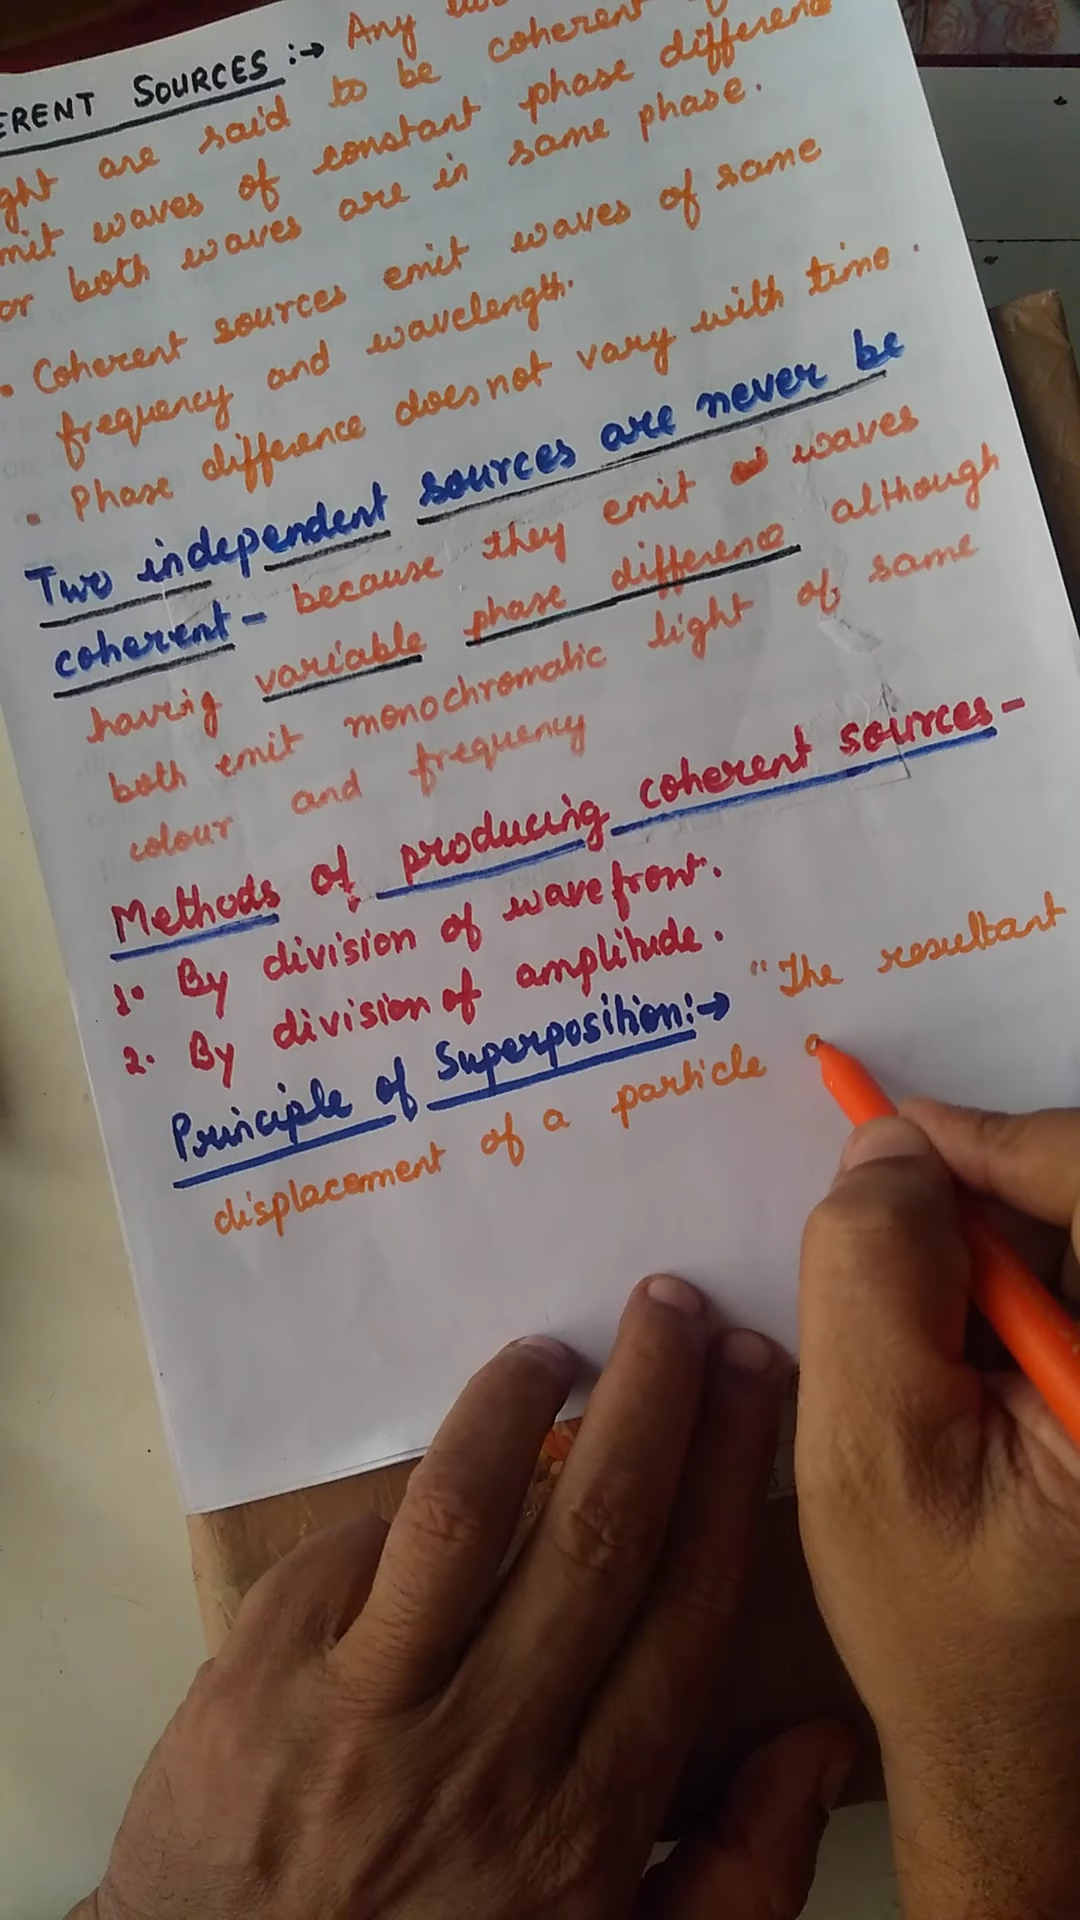 ERENT SOURCES :→ Any
ght are said to be coherent
mit waves of constant phase difference
or both waves are in same phase.
• Coherent sources emit waves of same
frequency and wavelength.
• Phase difference does not vary with time.
Two independent sources are never be
coherent - because they emit waves
having variable phase difference although
both emit monochromatic light of same
colour and frequency
Methods of producing coherent sources -
1. By division of wavefront.
2. By division of amplitude.
Principle of Superposition :→ "The resultant
displacement of a particle a